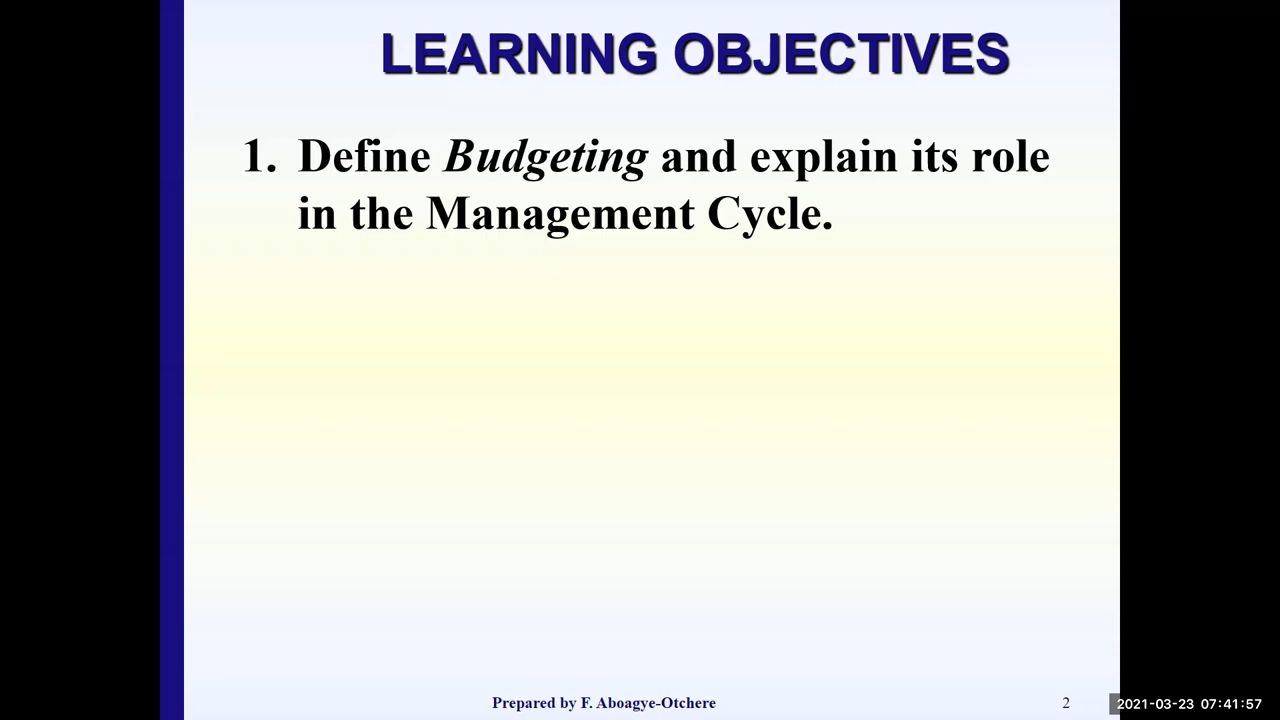 LEARNING OBJECTIVES
1. Define Budgeting and explain its role
in the Management Cycle.
Prepared by F. Aboagye-Otchere
2
2021-03-23 07:41:57